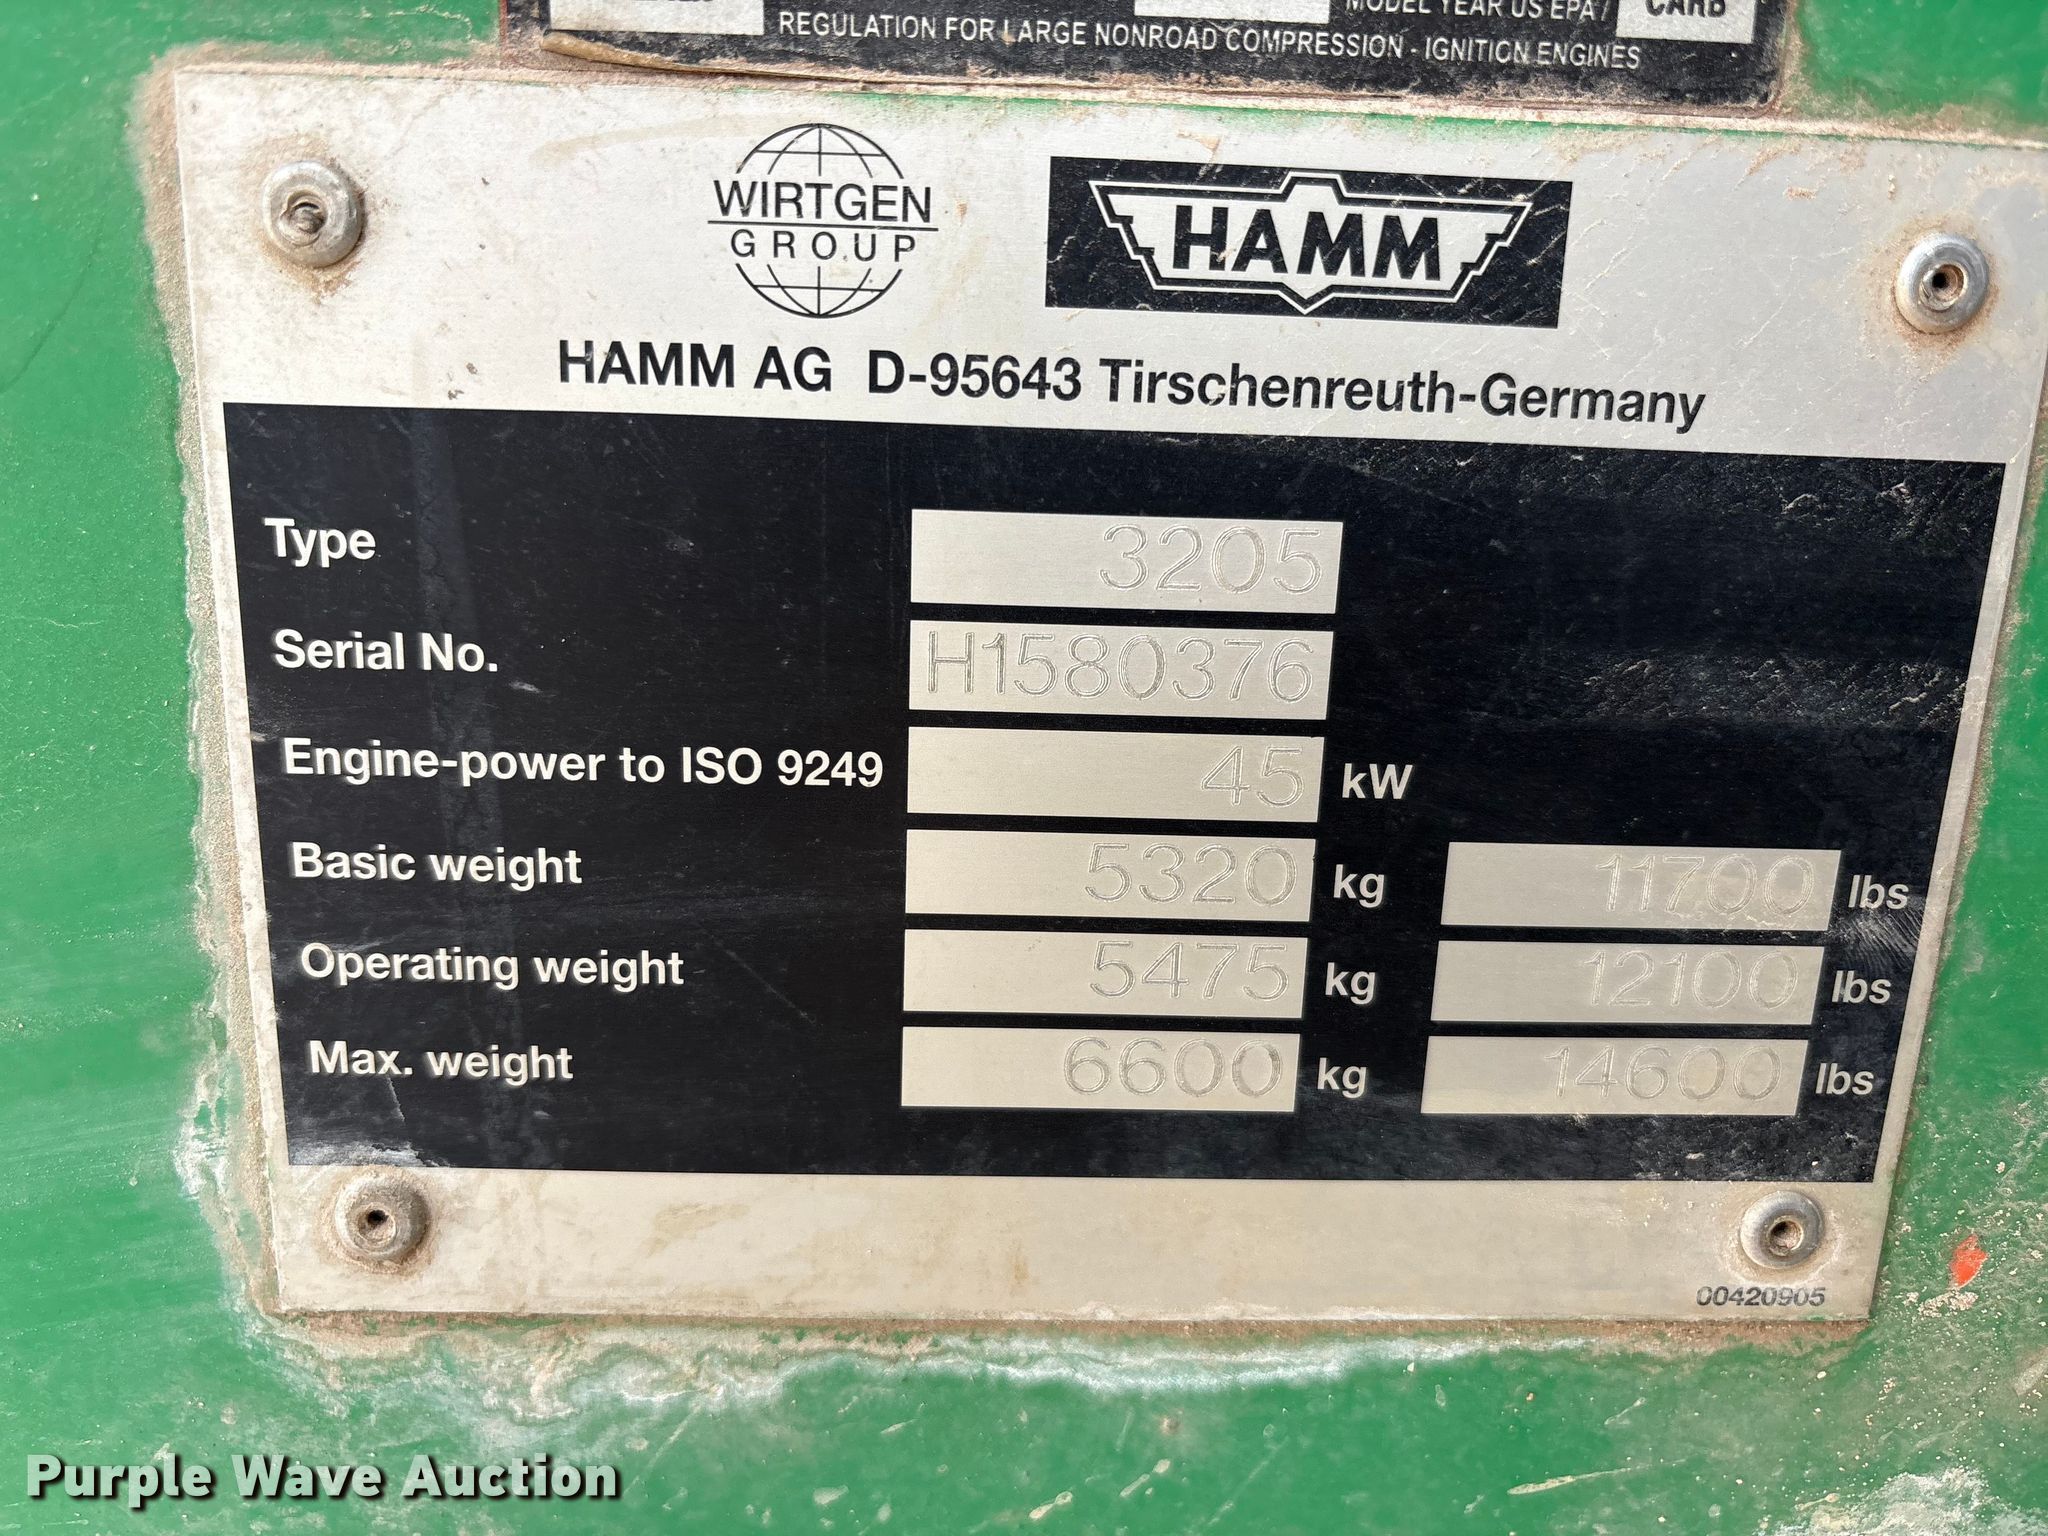 MODEL YEAR US EPA /
CARB
REGULATION FOR LARGE NONROAD COMPRESSION - IGNITION ENGINES
WIRTGEN
GROUP
HAMM
HAMM AG D-95643 Tirschenreuth-Germany
Type 3205
Serial No. H1580376
Engine-power to ISO 9249 45 kW
Basic weight 5320 kg 11700 lbs
Operating weight 5475 kg 12100 lbs
Max. weight 6600 kg 14600 lbs
00420905
Purple Wave Auction